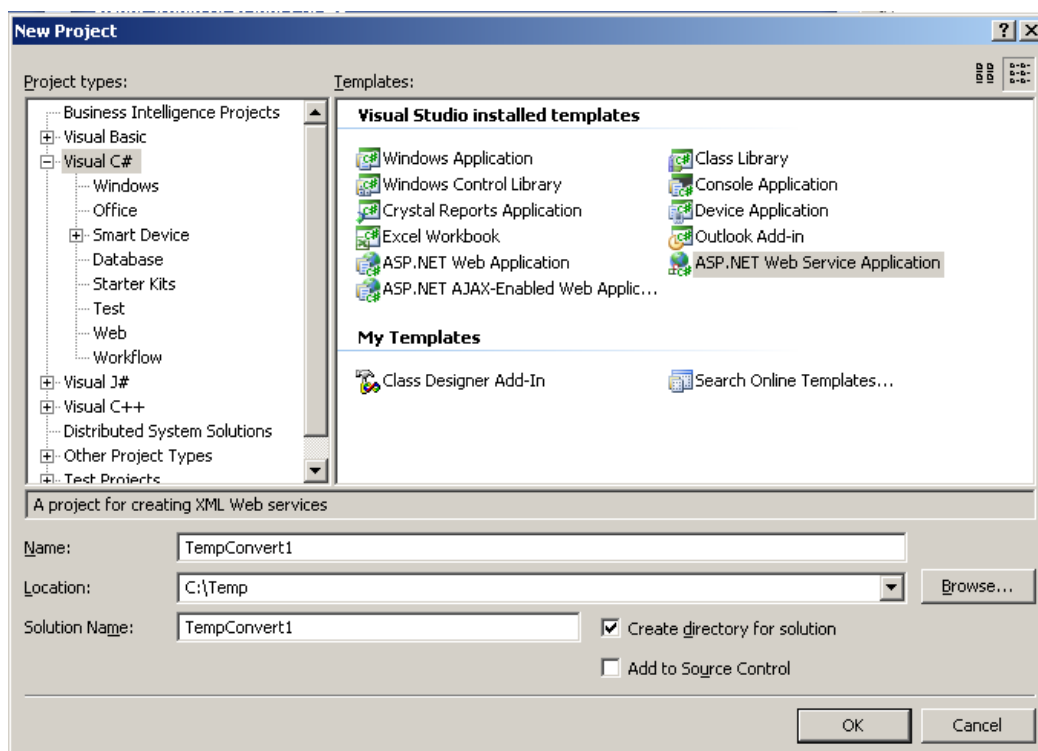 New Project
Project types:
Templates:
Business Intelligence Projects
Visual Basic
Visual C#
Windows
Office
Smart Device
Database
Starter Kits
Test
Web
Workflow
Visual J#
Visual C++
Distributed System Solutions
Other Project Types
Test Projects
Visual Studio installed templates
Windows Application
Class Library
Windows Control Library
Console Application
Crystal Reports Application
Device Application
Excel Workbook
Outlook Add-in
ASP.NET Web Application
ASP.NET Web Service Application
ASP.NET AJAX-Enabled Web Applic...
My Templates
Class Designer Add-In
Search Online Templates...
A project for creating XML Web services
Name:
TempConvert1
Location:
C:\Temp
Browse...
Solution Name:
TempConvert1
Create directory for solution
Add to Source Control
OK
Cancel